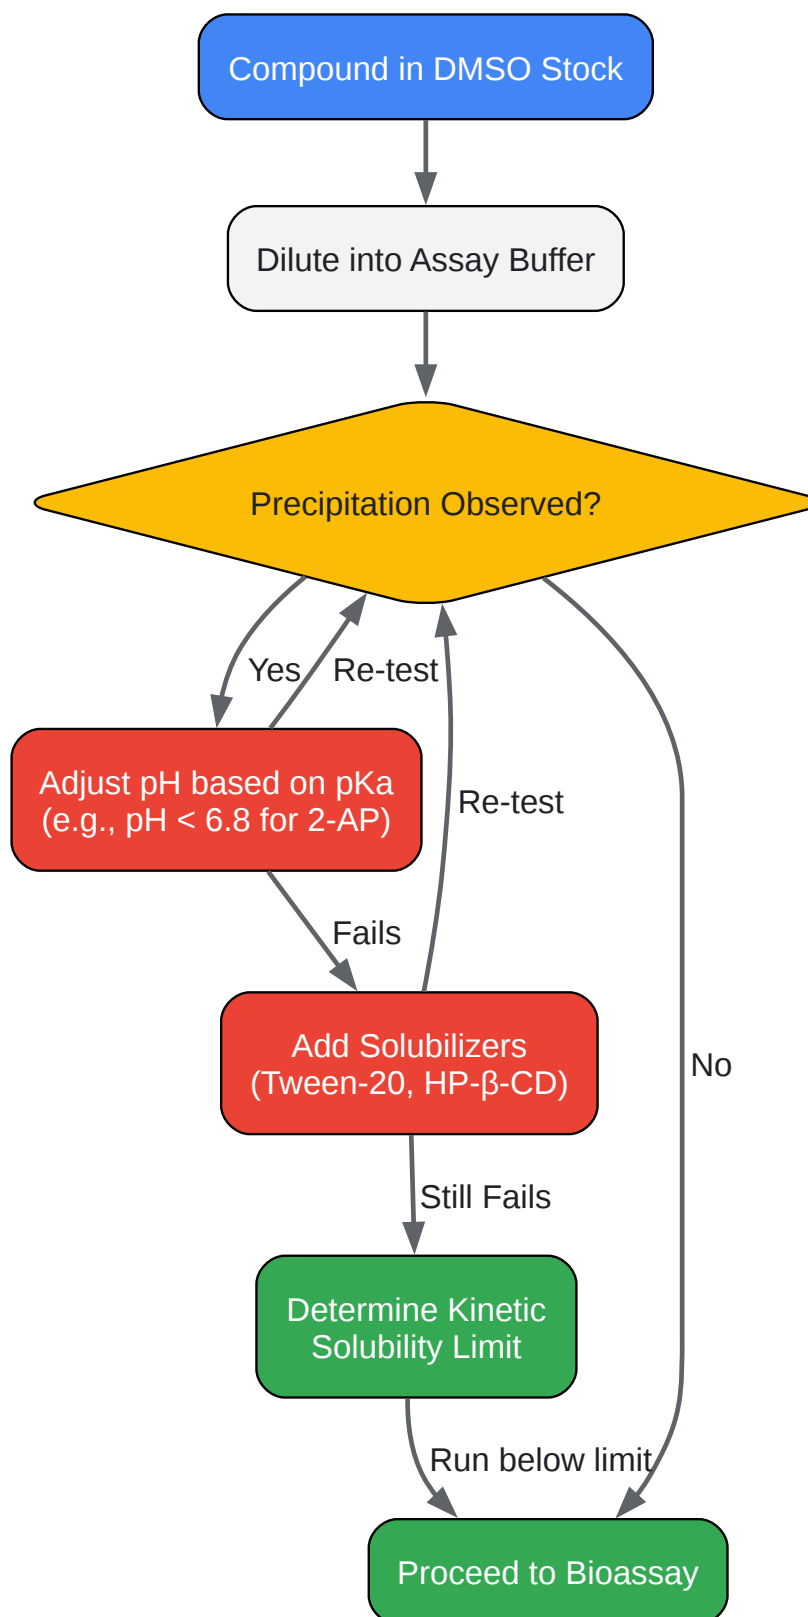 Compound in DMSO Stock
Dilute into Assay Buffer
Precipitation Observed?
Yes
Re-test
Adjust pH based on pKa
(e.g., pH < 6.8 for 2-AP)
Re-test
Fails
Add Solubilizers
(Tween-20, HP-β-CD)
No
Still Fails
Determine Kinetic
Solubility Limit
Run below limit
Proceed to Bioassay